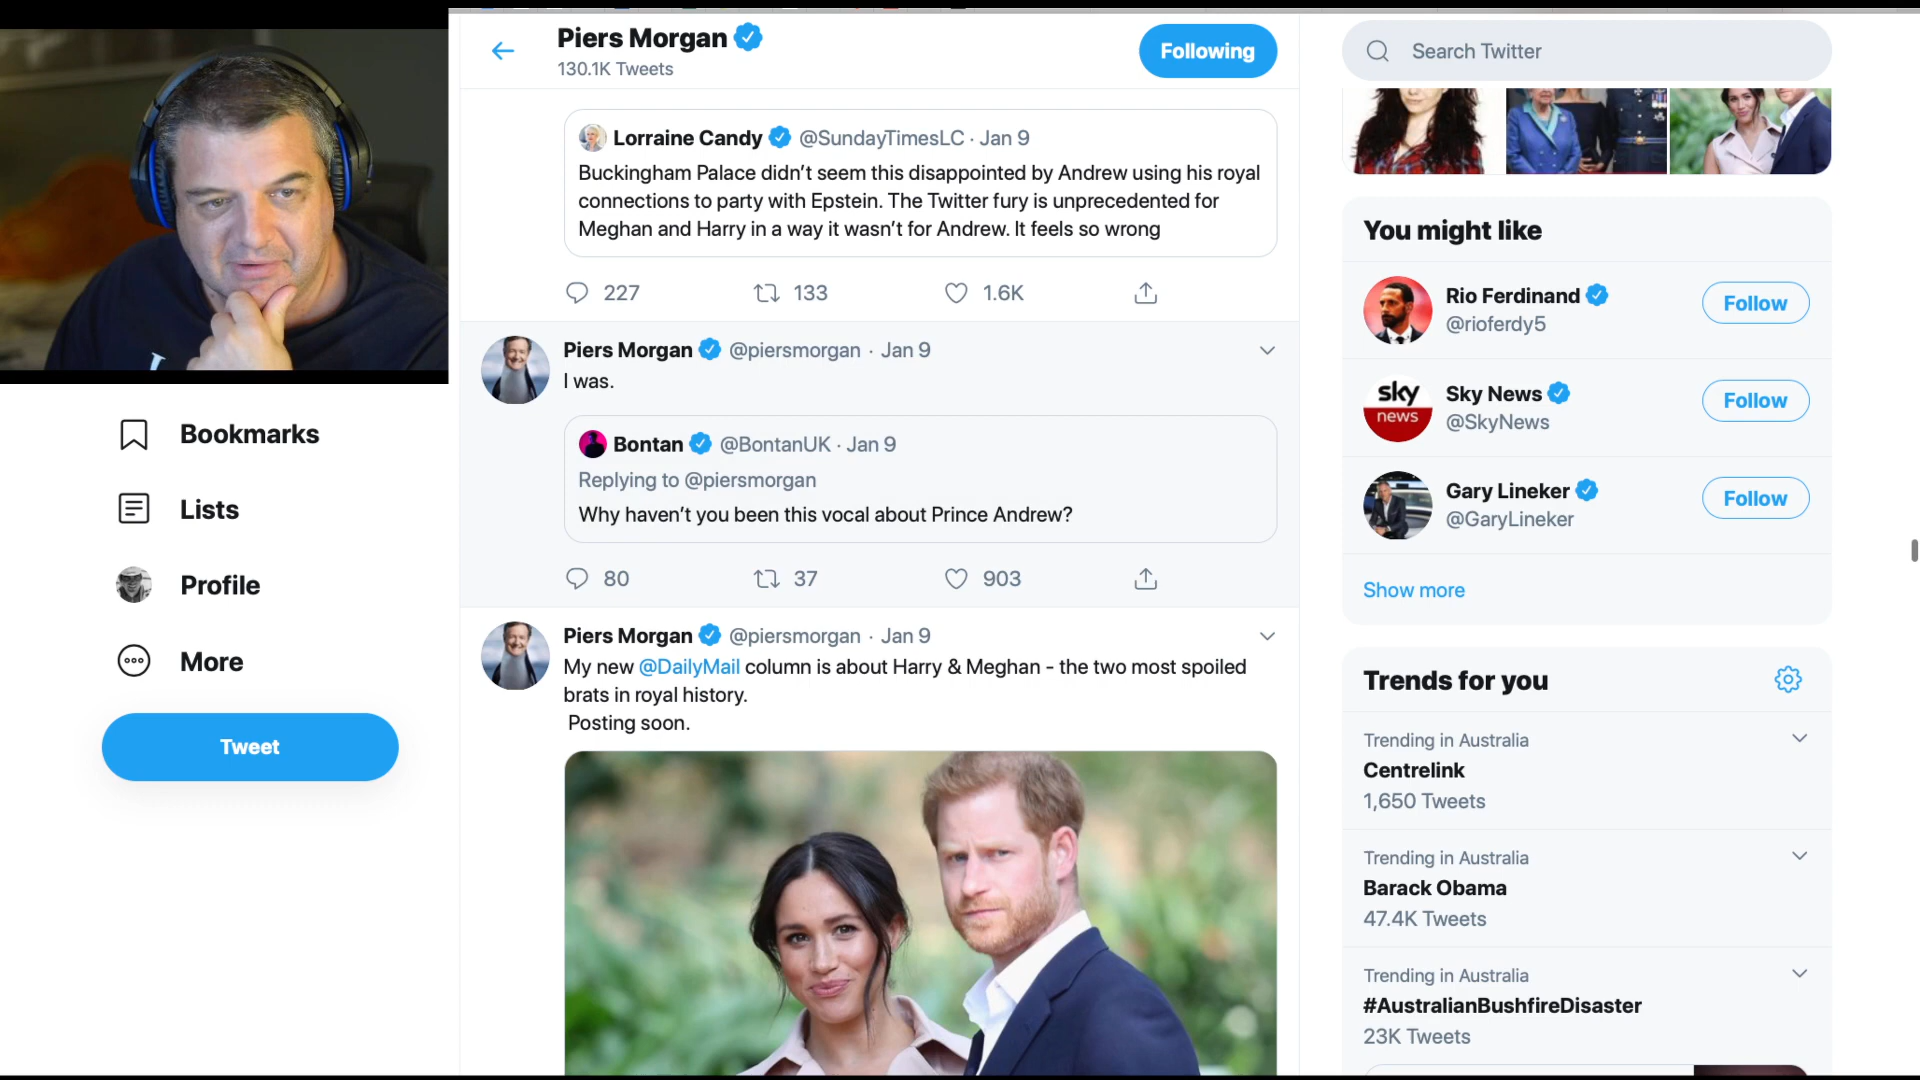 Piers Morgan
130.1K Tweets
Following
Search Twitter
Lorraine Candy @SundayTimesLC · Jan 9
Buckingham Palace didn't seem this disappointed by Andrew using his royal
connections to party with Epstein. The Twitter fury is unprecedented for
Meghan and Harry in a way it wasn't for Andrew. It feels so wrong
227 133 1.6K
Piers Morgan @piersmorgan · Jan 9
I was.
Bontan @BontanUK · Jan 9
Replying to @piersmorgan
Why haven't you been this vocal about Prince Andrew?
80 37 903
Piers Morgan @piersmorgan · Jan 9
My new @DailyMail column is about Harry & Meghan - the two most spoiled
brats in royal history.
Posting soon.
Bookmarks
Lists
Profile
More
Tweet
You might like
Rio Ferdinand
@rioferdy5
Follow
sky
news
Sky News
@SkyNews
Follow
Gary Lineker
@GaryLineker
Follow
Show more
Trends for you
Trending in Australia
Centrelink
1,650 Tweets
Trending in Australia
Barack Obama
47.4K Tweets
Trending in Australia
#AustralianBushfireDisaster
23K Tweets